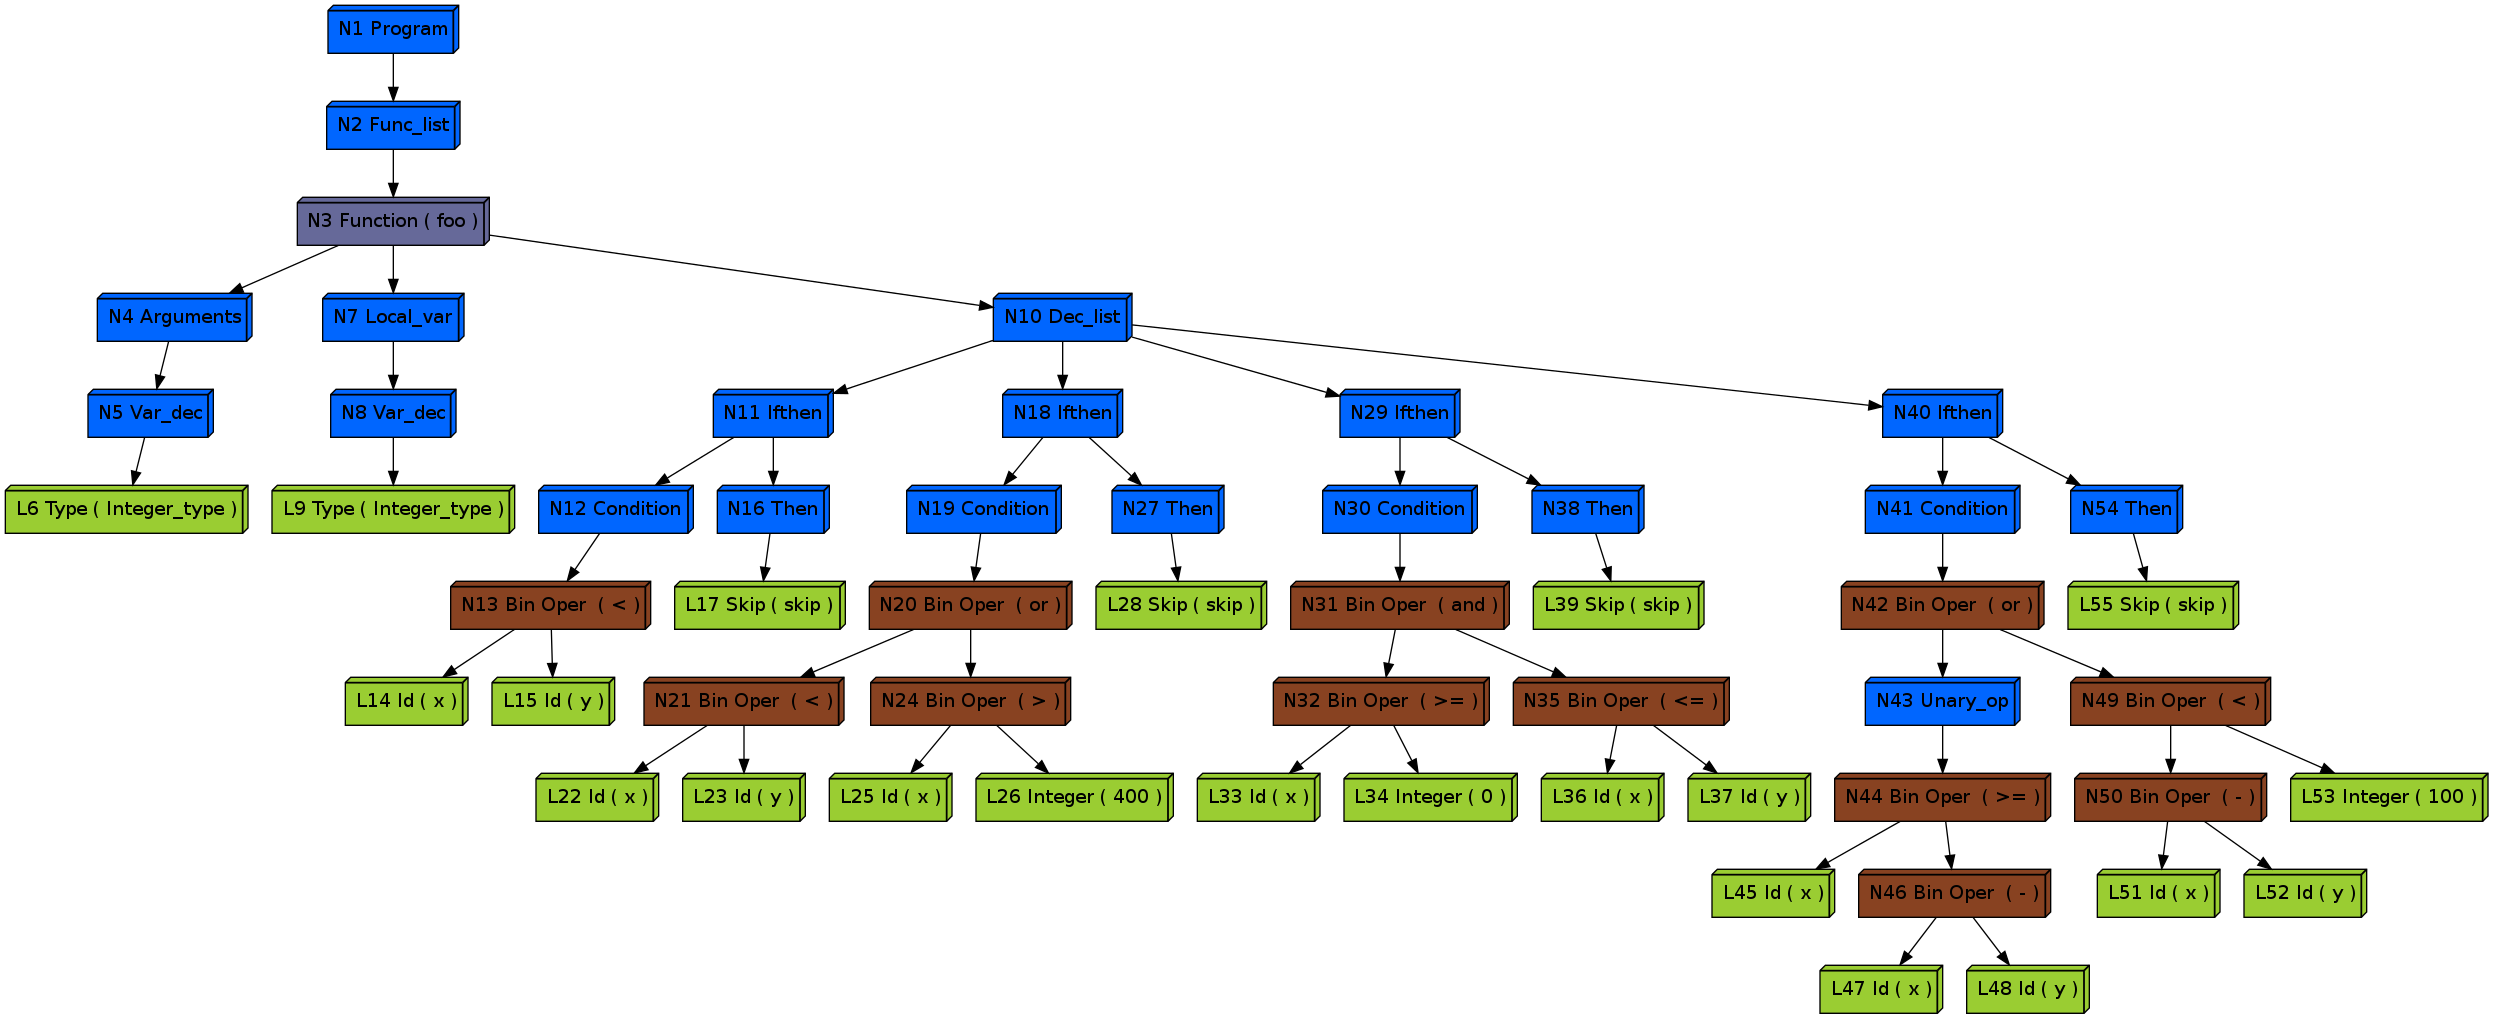 N1 Program
N2 Func_list
N3 Function ( foo )
N4 Arguments
N7 Local_var
N10 Dec_list
N5 Var_dec
N8 Var_dec
N11 Ifthen
N18 Ifthen
N29 Ifthen
N40 Ifthen
L6 Type ( Integer_type )
L9 Type ( Integer_type )
N12 Condition
N16 Then
N19 Condition
N27 Then
N30 Condition
N38 Then
N41 Condition
N54 Then
N13 Bin Oper ( < )
L17 Skip ( skip )
N20 Bin Oper ( or )
L28 Skip ( skip )
N31 Bin Oper ( and )
L39 Skip ( skip )
N42 Bin Oper ( or )
L55 Skip ( skip )
L14 Id ( x )
L15 Id ( y )
N21 Bin Oper ( < )
N24 Bin Oper ( > )
N32 Bin Oper ( >= )
N35 Bin Oper ( <= )
N43 Unary_op
N49 Bin Oper ( < )
L22 Id ( x )
L23 Id ( y )
L25 Id ( x )
L26 Integer ( 400 )
L33 Id ( x )
L34 Integer ( 0 )
L36 Id ( x )
L37 Id ( y )
N44 Bin Oper ( >= )
N50 Bin Oper ( - )
L53 Integer ( 100 )
L45 Id ( x )
N46 Bin Oper ( - )
L51 Id ( x )
L52 Id ( y )
L47 Id ( x )
L48 Id ( y )